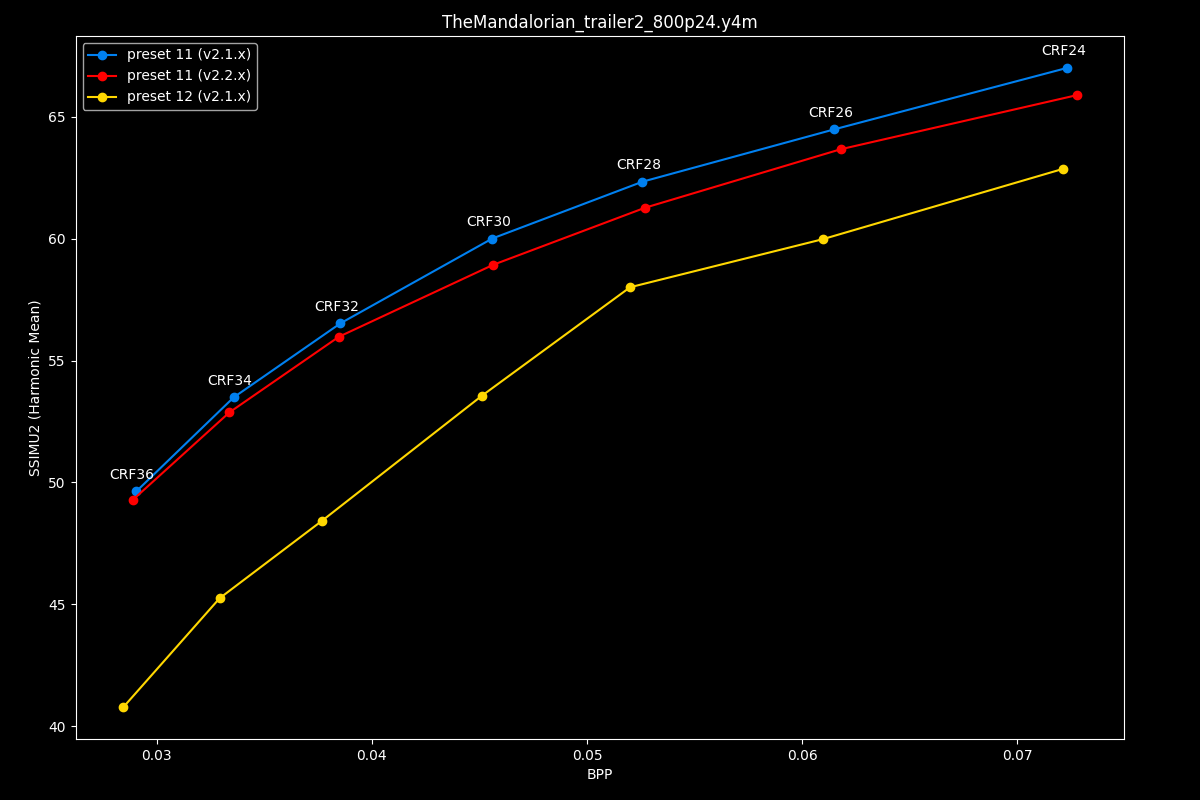 TheMandalorian_trailer2_800p24.y4m
preset 11 (v2.1.x)
preset 11 (v2.2.x)
preset 12 (v2.1.x)
CRF24
CRF26
CRF28
CRF30
CRF32
CRF34
CRF36
65
60
55
50
45
40
SSIMU2 (Harmonic Mean)
0.03 0.04 0.05 0.06 0.07
BPP